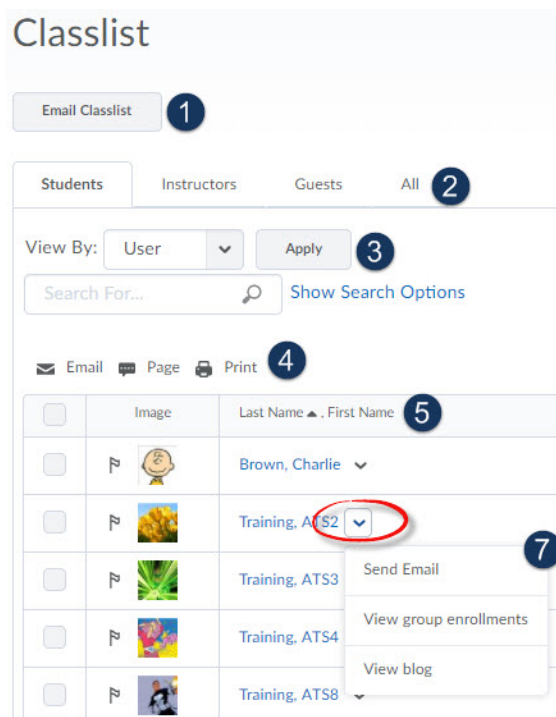 Classlist
Email Classlist 1
Students Instructors Guests All 2
View By: User Apply 3
Search For... Show Search Options
Email Page Print 4
Image Last Name , First Name 5
Brown, Charlie
Training, ATS2
7
Send Email
Training, ATS3
View group enrollments
Training, ATS4
View blog
Training, ATS8